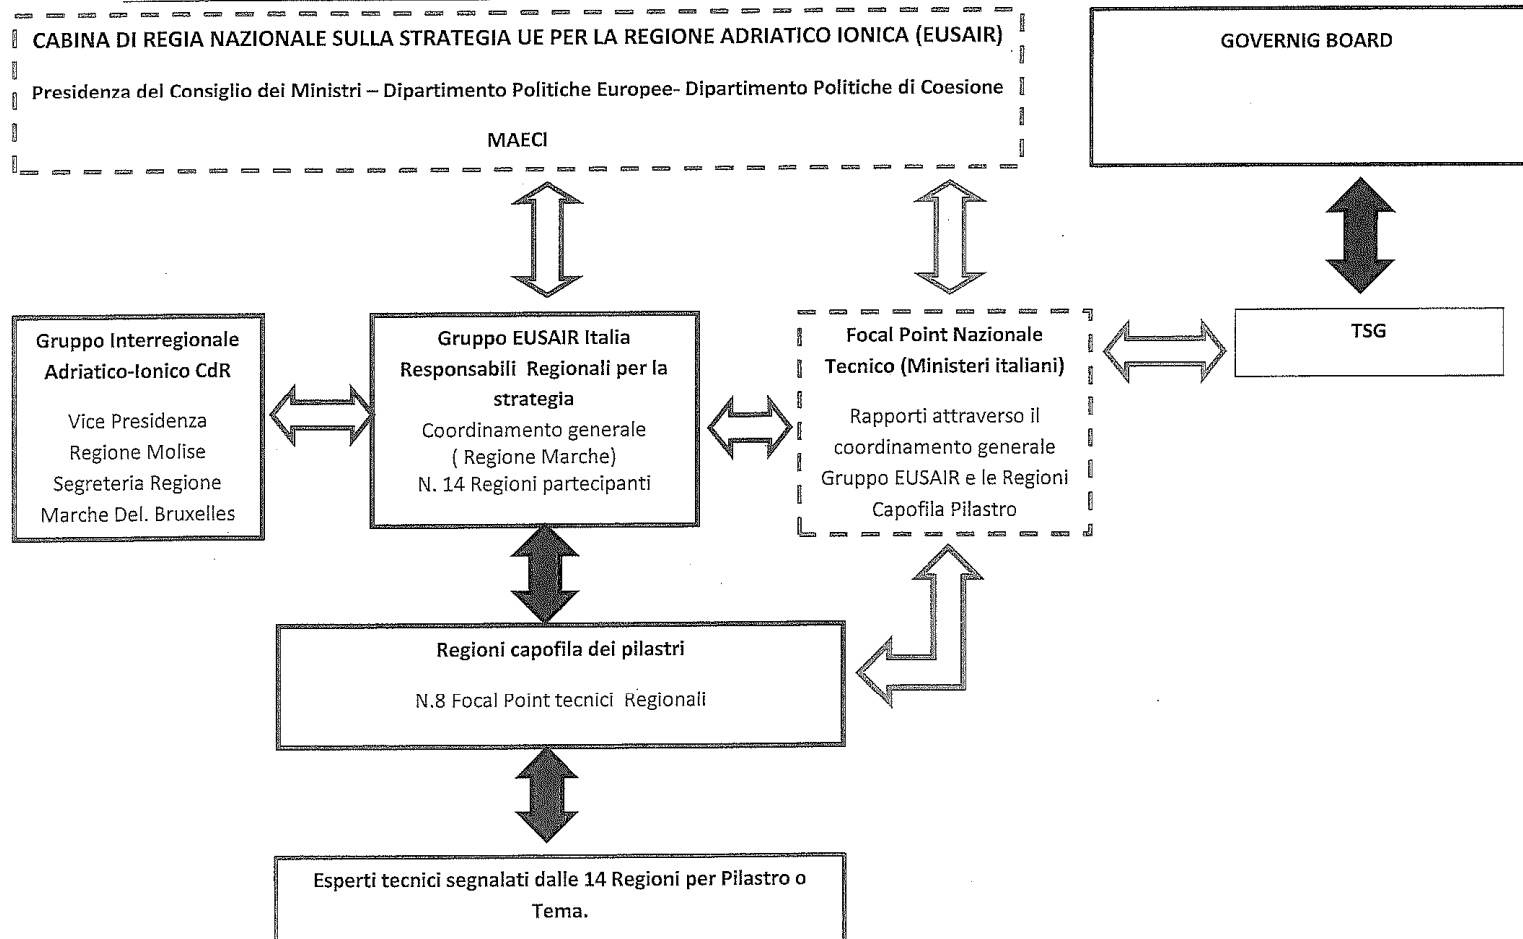 CABINA DI REGIA NAZIONALE SULLA STRATEGIA UE PER LA REGIONE ADRIATICO IONICA (EUSAIR)
Presidenza del Consiglio dei Ministri – Dipartimento Politiche Europee- Dipartimento Politiche di Coesione
MAECI
GOVERNIG BOARD
Gruppo Interregionale
Adriatico-Ionico CdR
Vice Presidenza
Regione Molise
Segreteria Regione
Marche Del. Bruxelles
Gruppo EUSAIR Italia
Responsabili Regionali per la
strategia
Coordinamento generale
( Regione Marche)
N. 14 Regioni partecipanti
Focal Point Nazionale
Tecnico (Ministeri italiani)
Rapporti attraverso il
coordinamento generale
Gruppo EUSAIR e le Regioni
Capofila Pilastro
TSG
Regioni capofila dei pilastri
N.8 Focal Point tecnici Regionali
Esperti tecnici segnalati dalle 14 Regioni per Pilastro o
Tema.